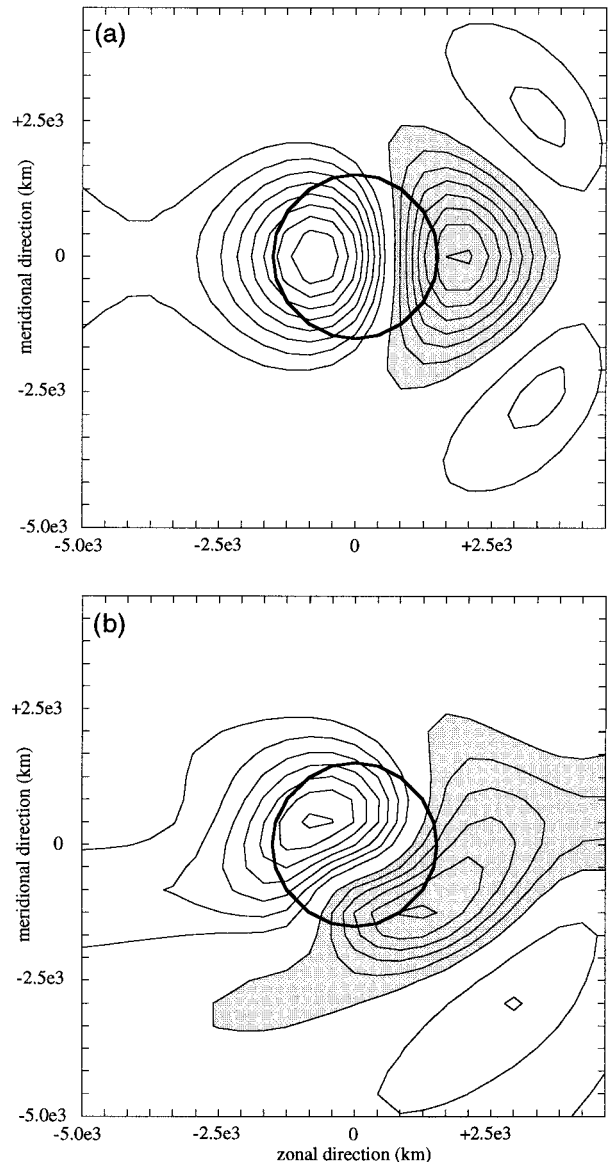 (a)
+2.5e3
meridional direction (km)
0
-2.5e3
-5.0e3
-5.0e3 -2.5e3 0 +2.5e3
(b)
+2.5e3
meridional direction (km)
0
-2.5e3
-5.0e3
-5.0e3 -2.5e3 0 +2.5e3
zonal direction (km)